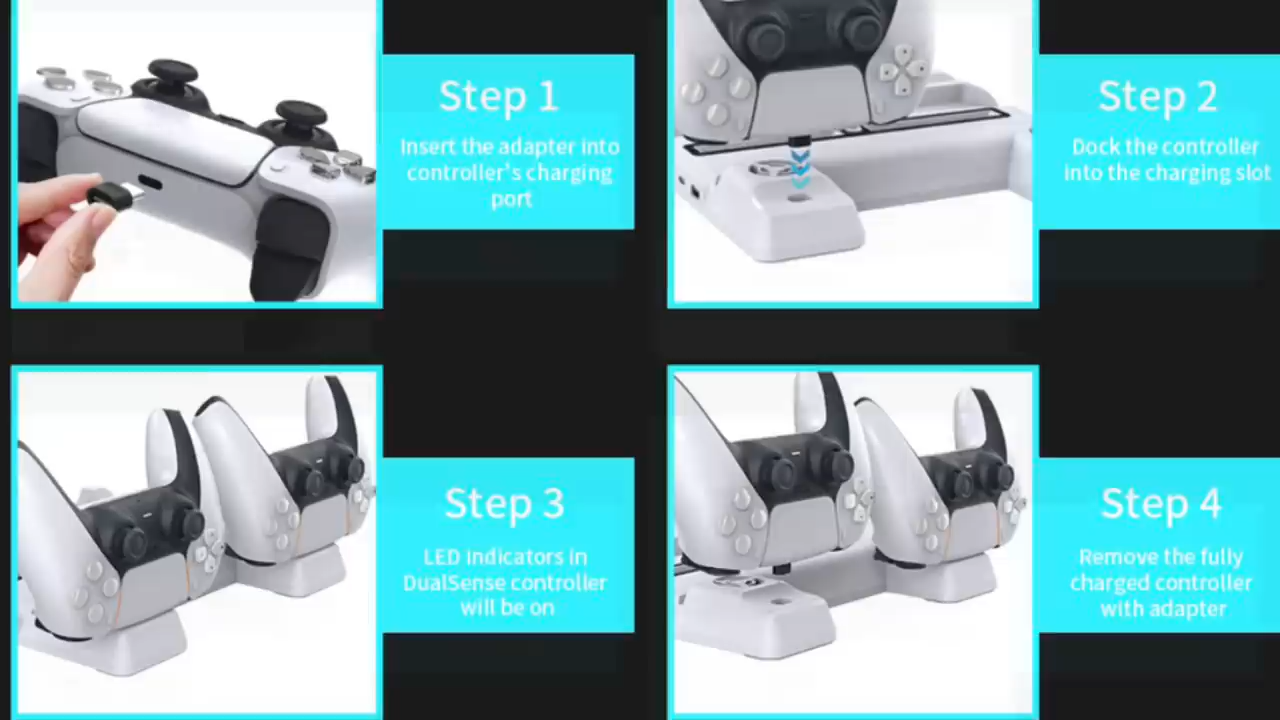 Step 1
Insert the adapter into
controller's charging
port
Step 2
Dock the controller
into the charging slot
Step 3
LED indicators in
DualSense controller
will be on
Step 4
Remove the fully
charged controller
with adapter